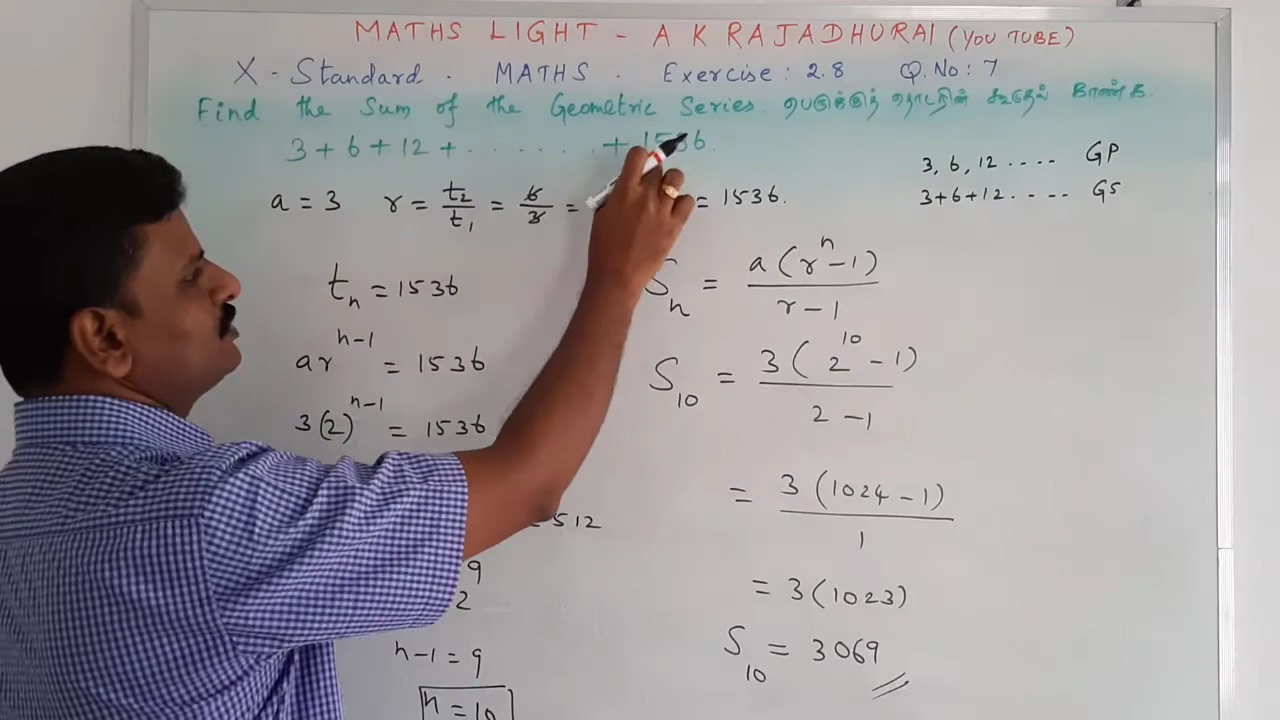 MATHS LIGHT - A K RAJADHURAI (YOU TUBE)
X - Standard . MATHS . Exercise : 2.8 Q.No : 7
Find the Sum of the Geometric Series. பெருக்குத் தொடரின் கூடுதல் காண்க.
3 + 6 + 12 + ....... + 1536.
3, 6, 12 .... GP
3+6+12 .... GS
a = 3 r = t₂/t₁ = 6/3 = = 1536.
tₙ = 1536
arⁿ⁻¹ = 1536
3(2)ⁿ⁻¹ = 1536
= 512
9
2
n-1 = 9
n = 10
Sₙ = a(rⁿ-1)/r-1
S₁₀ = 3(2¹⁰-1)/2-1
= 3(1024-1)/1
= 3(1023)
S₁₀ = 3069